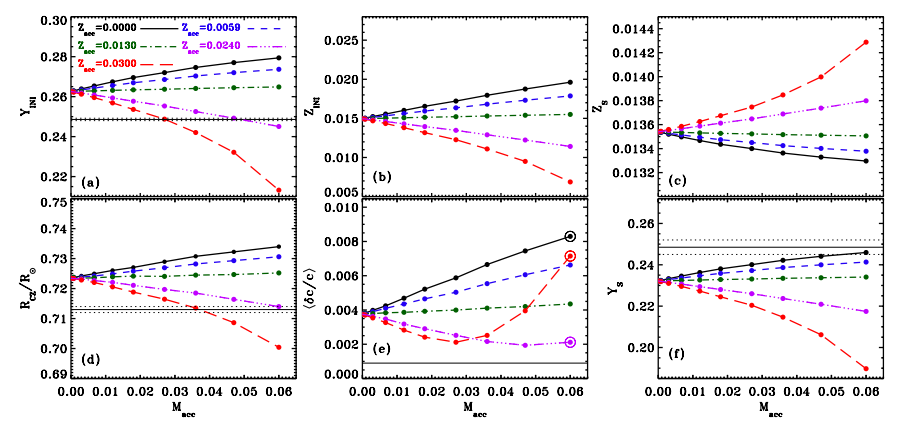 0.30
0.28
0.26
0.24
0.22
Y_INI
Z_acc=0.0000
Z_acc=0.0059
Z_acc=0.0130
Z_acc=0.0240
Z_acc=0.0300
(a)
0.025
0.020
0.015
0.010
0.005
Z_INI
(b)
0.0144
0.0142
0.0140
0.0138
0.0136
0.0134
0.0132
Z_S
(c)
0.75
0.74
0.73
0.72
0.71
0.70
0.69
R_CZ/R_⊙
(d)
0.00 0.01 0.02 0.03 0.04 0.05 0.06
M_acc
0.010
0.008
0.006
0.004
0.002
0.000
⟨δc/c⟩
(e)
0.00 0.01 0.02 0.03 0.04 0.05 0.06
M_acc
0.26
0.24
0.22
0.20
Y_S
(f)
0.00 0.01 0.02 0.03 0.04 0.05 0.06
M_acc